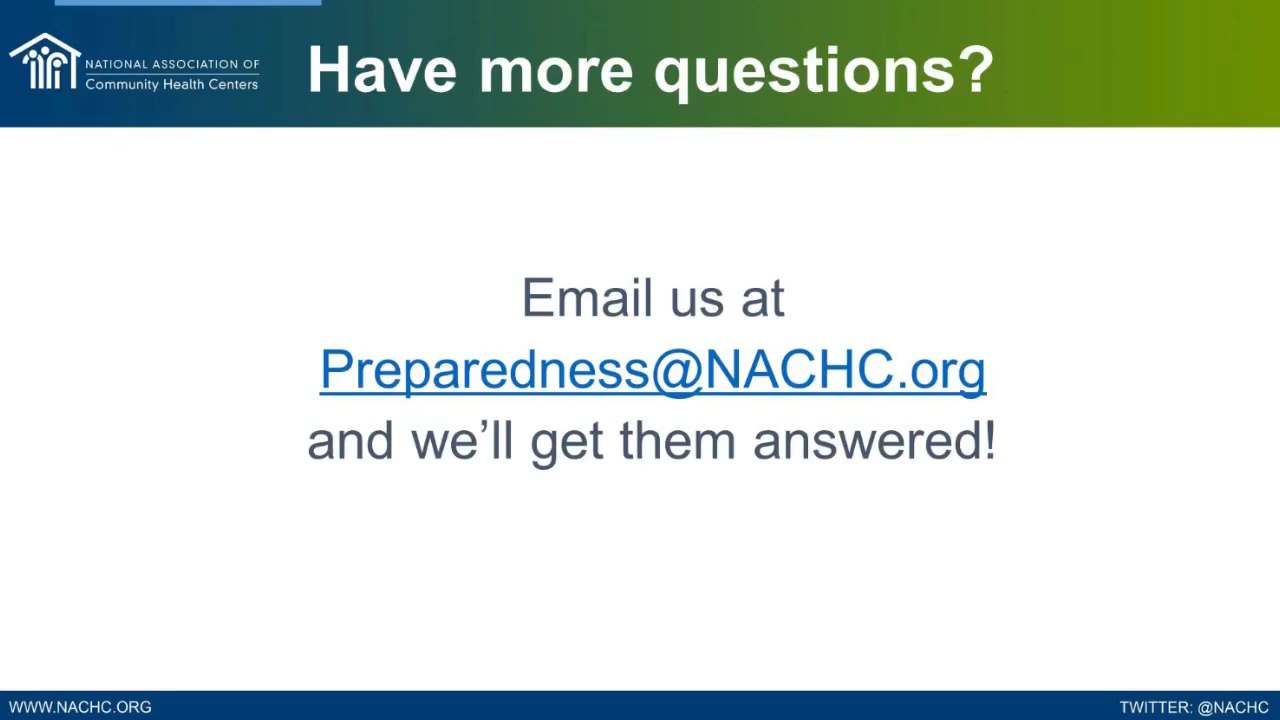 NATIONAL ASSOCIATION OF
Community Health Centers
Have more questions?
Email us at
Preparedness@NACHC.org
and we’ll get them answered!
WWW.NACHC.ORG
TWITTER: @NACHC